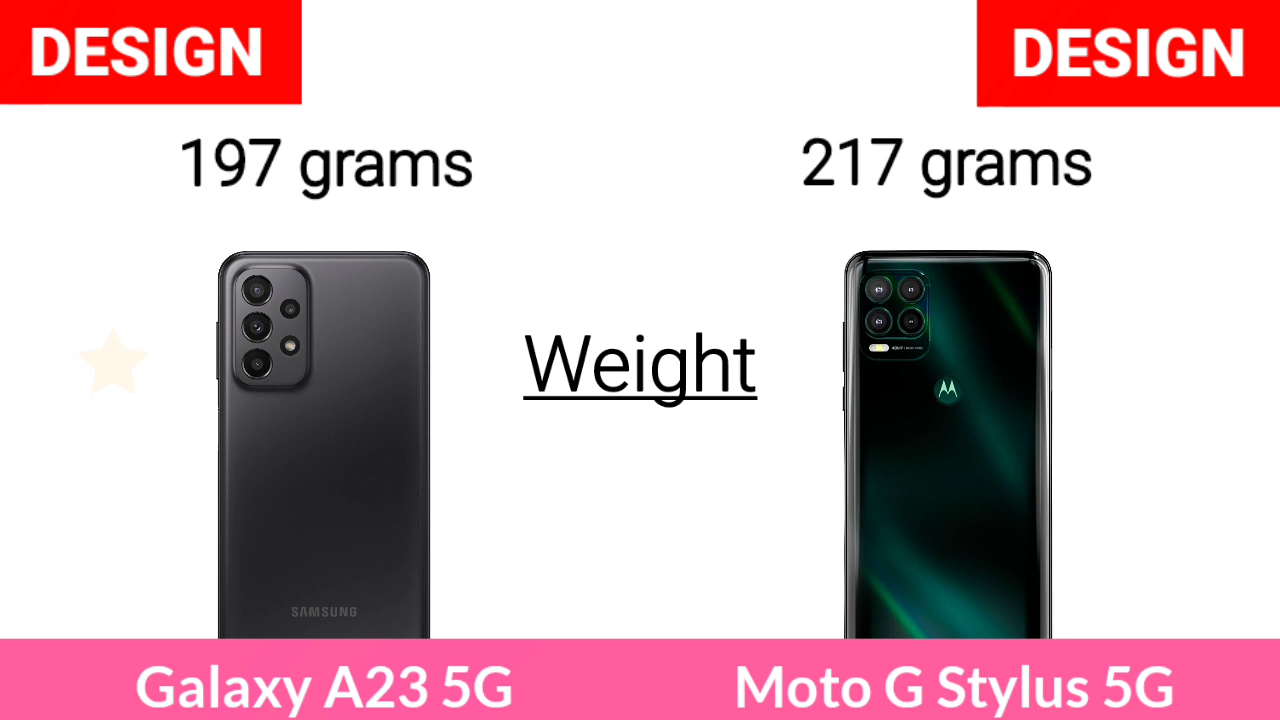 DESIGN
DESIGN
197 grams
217 grams
Weight
SAMSUNG
Galaxy A23 5G
Moto G Stylus 5G